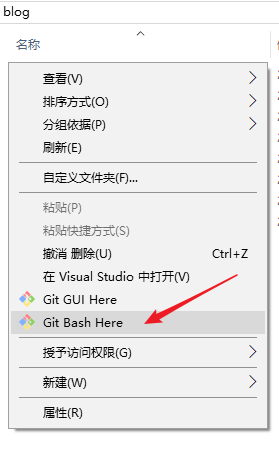 blog
名称
查看(V)
排序方式(O)
分组依据(P)
刷新(E)
自定义文件夹(F)...
粘贴(P)
粘贴快捷方式(S)
撤消 删除(U) Ctrl+Z
在 Visual Studio 中打开(V)
Git GUI Here
Git Bash Here
授予访问权限(G)
新建(W)
属性(R)